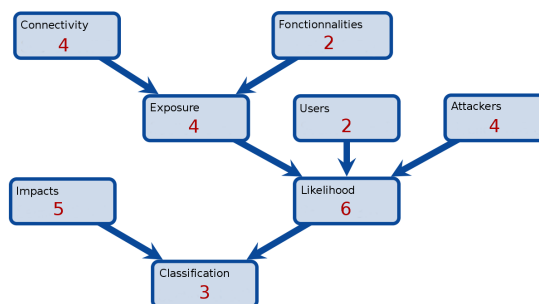 Connectivity
4
Fonctionnalities
2
Exposure
4
Users
2
Attackers
4
Impacts
5
Likelihood
6
Classification
3